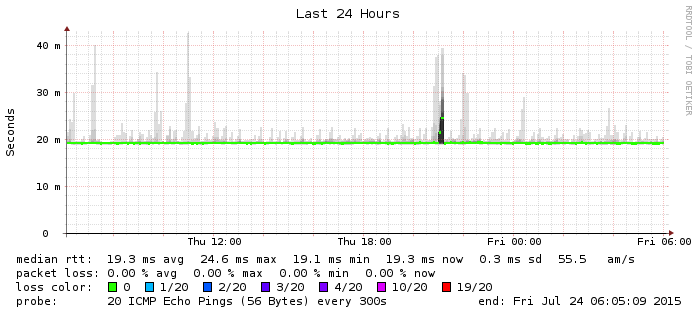 Last 24 Hours
RRDTOOL / TOBI OETIKER
Seconds
40 m
30 m
20 m
10 m
0
Thu 12:00 Thu 18:00 Fri 00:00 Fri 06:00
median rtt: 19.3 ms avg 24.6 ms max 19.1 ms min 19.3 ms now 0.3 ms sd 55.5 am/s
packet loss: 0.00 % avg 0.00 % max 0.00 % min 0.00 % now
loss color: 0 1/20 2/20 3/20 4/20 10/20 19/20
probe: 20 ICMP Echo Pings (56 Bytes) every 300s end: Fri Jul 24 06:05:09 2015